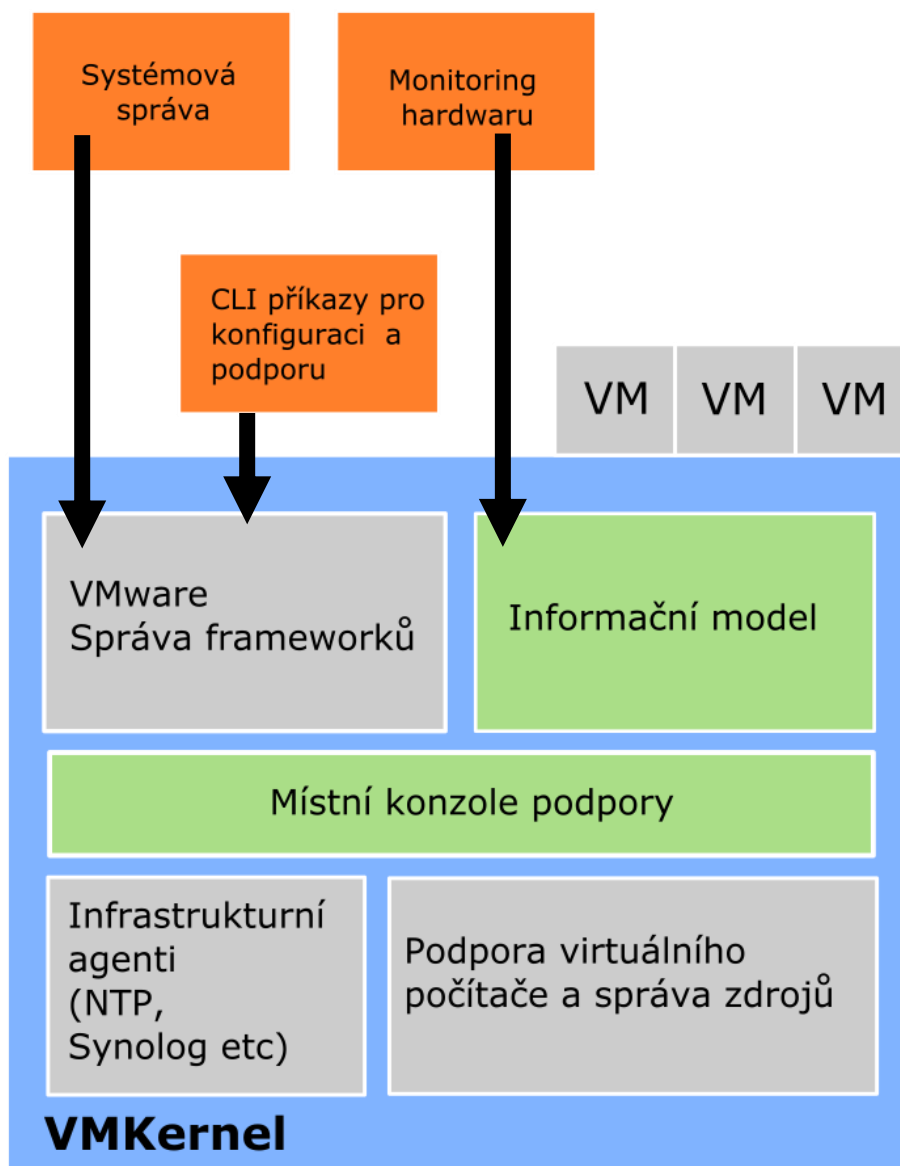 Systémová
správa
Monitoring
hardwaru
CLI příkazy pro
konfiguraci a
podporu
VM
VM
VM
VMware
Správa frameworků
Informační model
Místní konzole podpory
Infrastrukturní
agenti
(NTP,
Synolog etc)
Podpora virtuálního
počítače a správa zdrojů
VMKernel